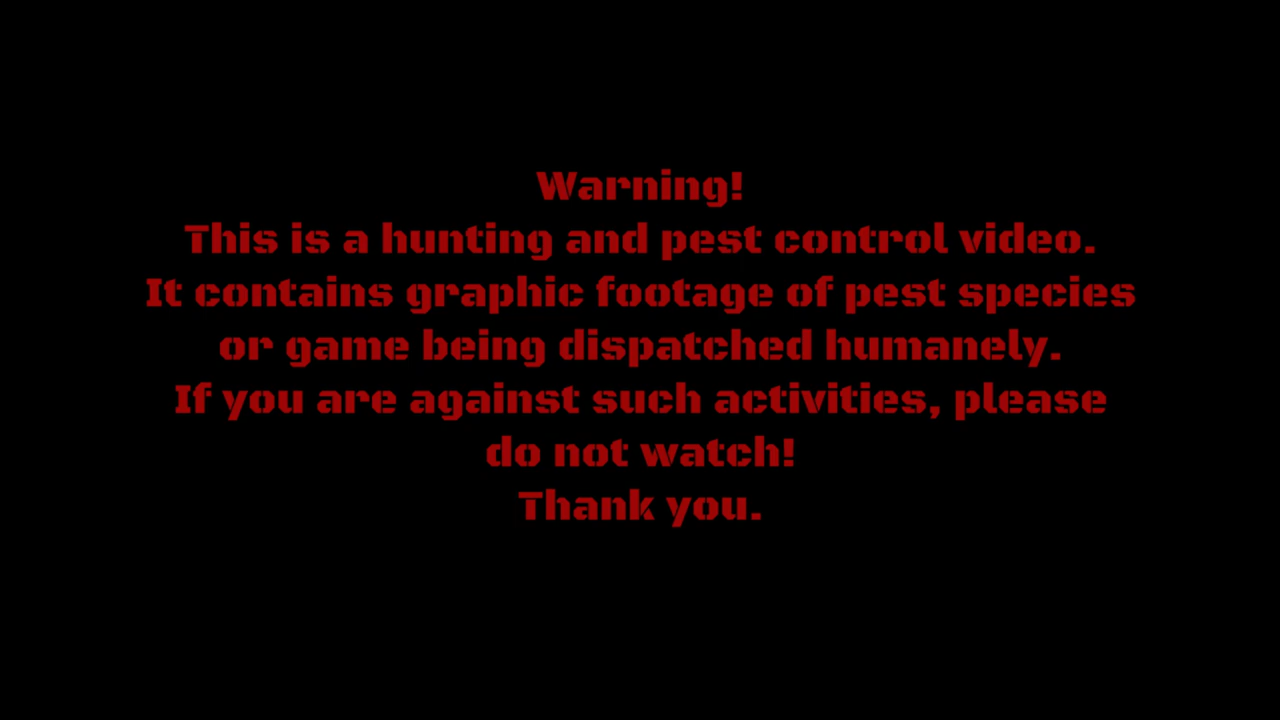 Warning!
This is a hunting and pest control video.
It contains graphic footage of pest species
or game being dispatched humanely.
If you are against such activities, please
do not watch!
Thank you.